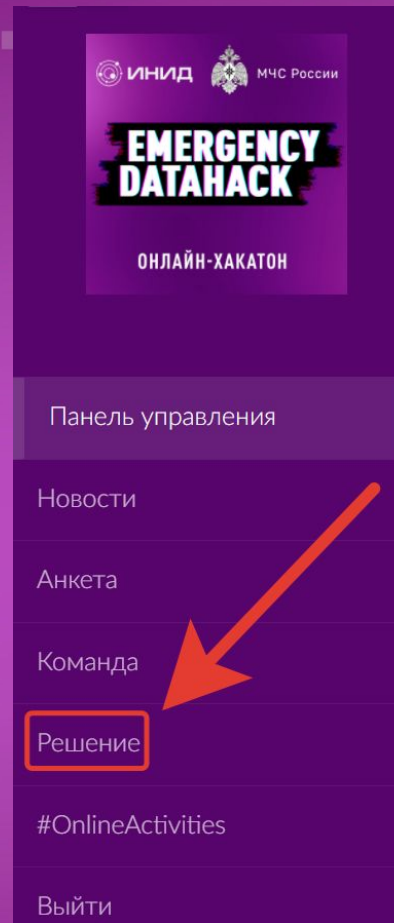 ИНИД
МЧС России
EMERGENCY
DATAHACK
ОНЛАЙН-ХАКАТОН
Панель управления
Новости
Анкета
Команда
Решение
#OnlineActivities
Выйти